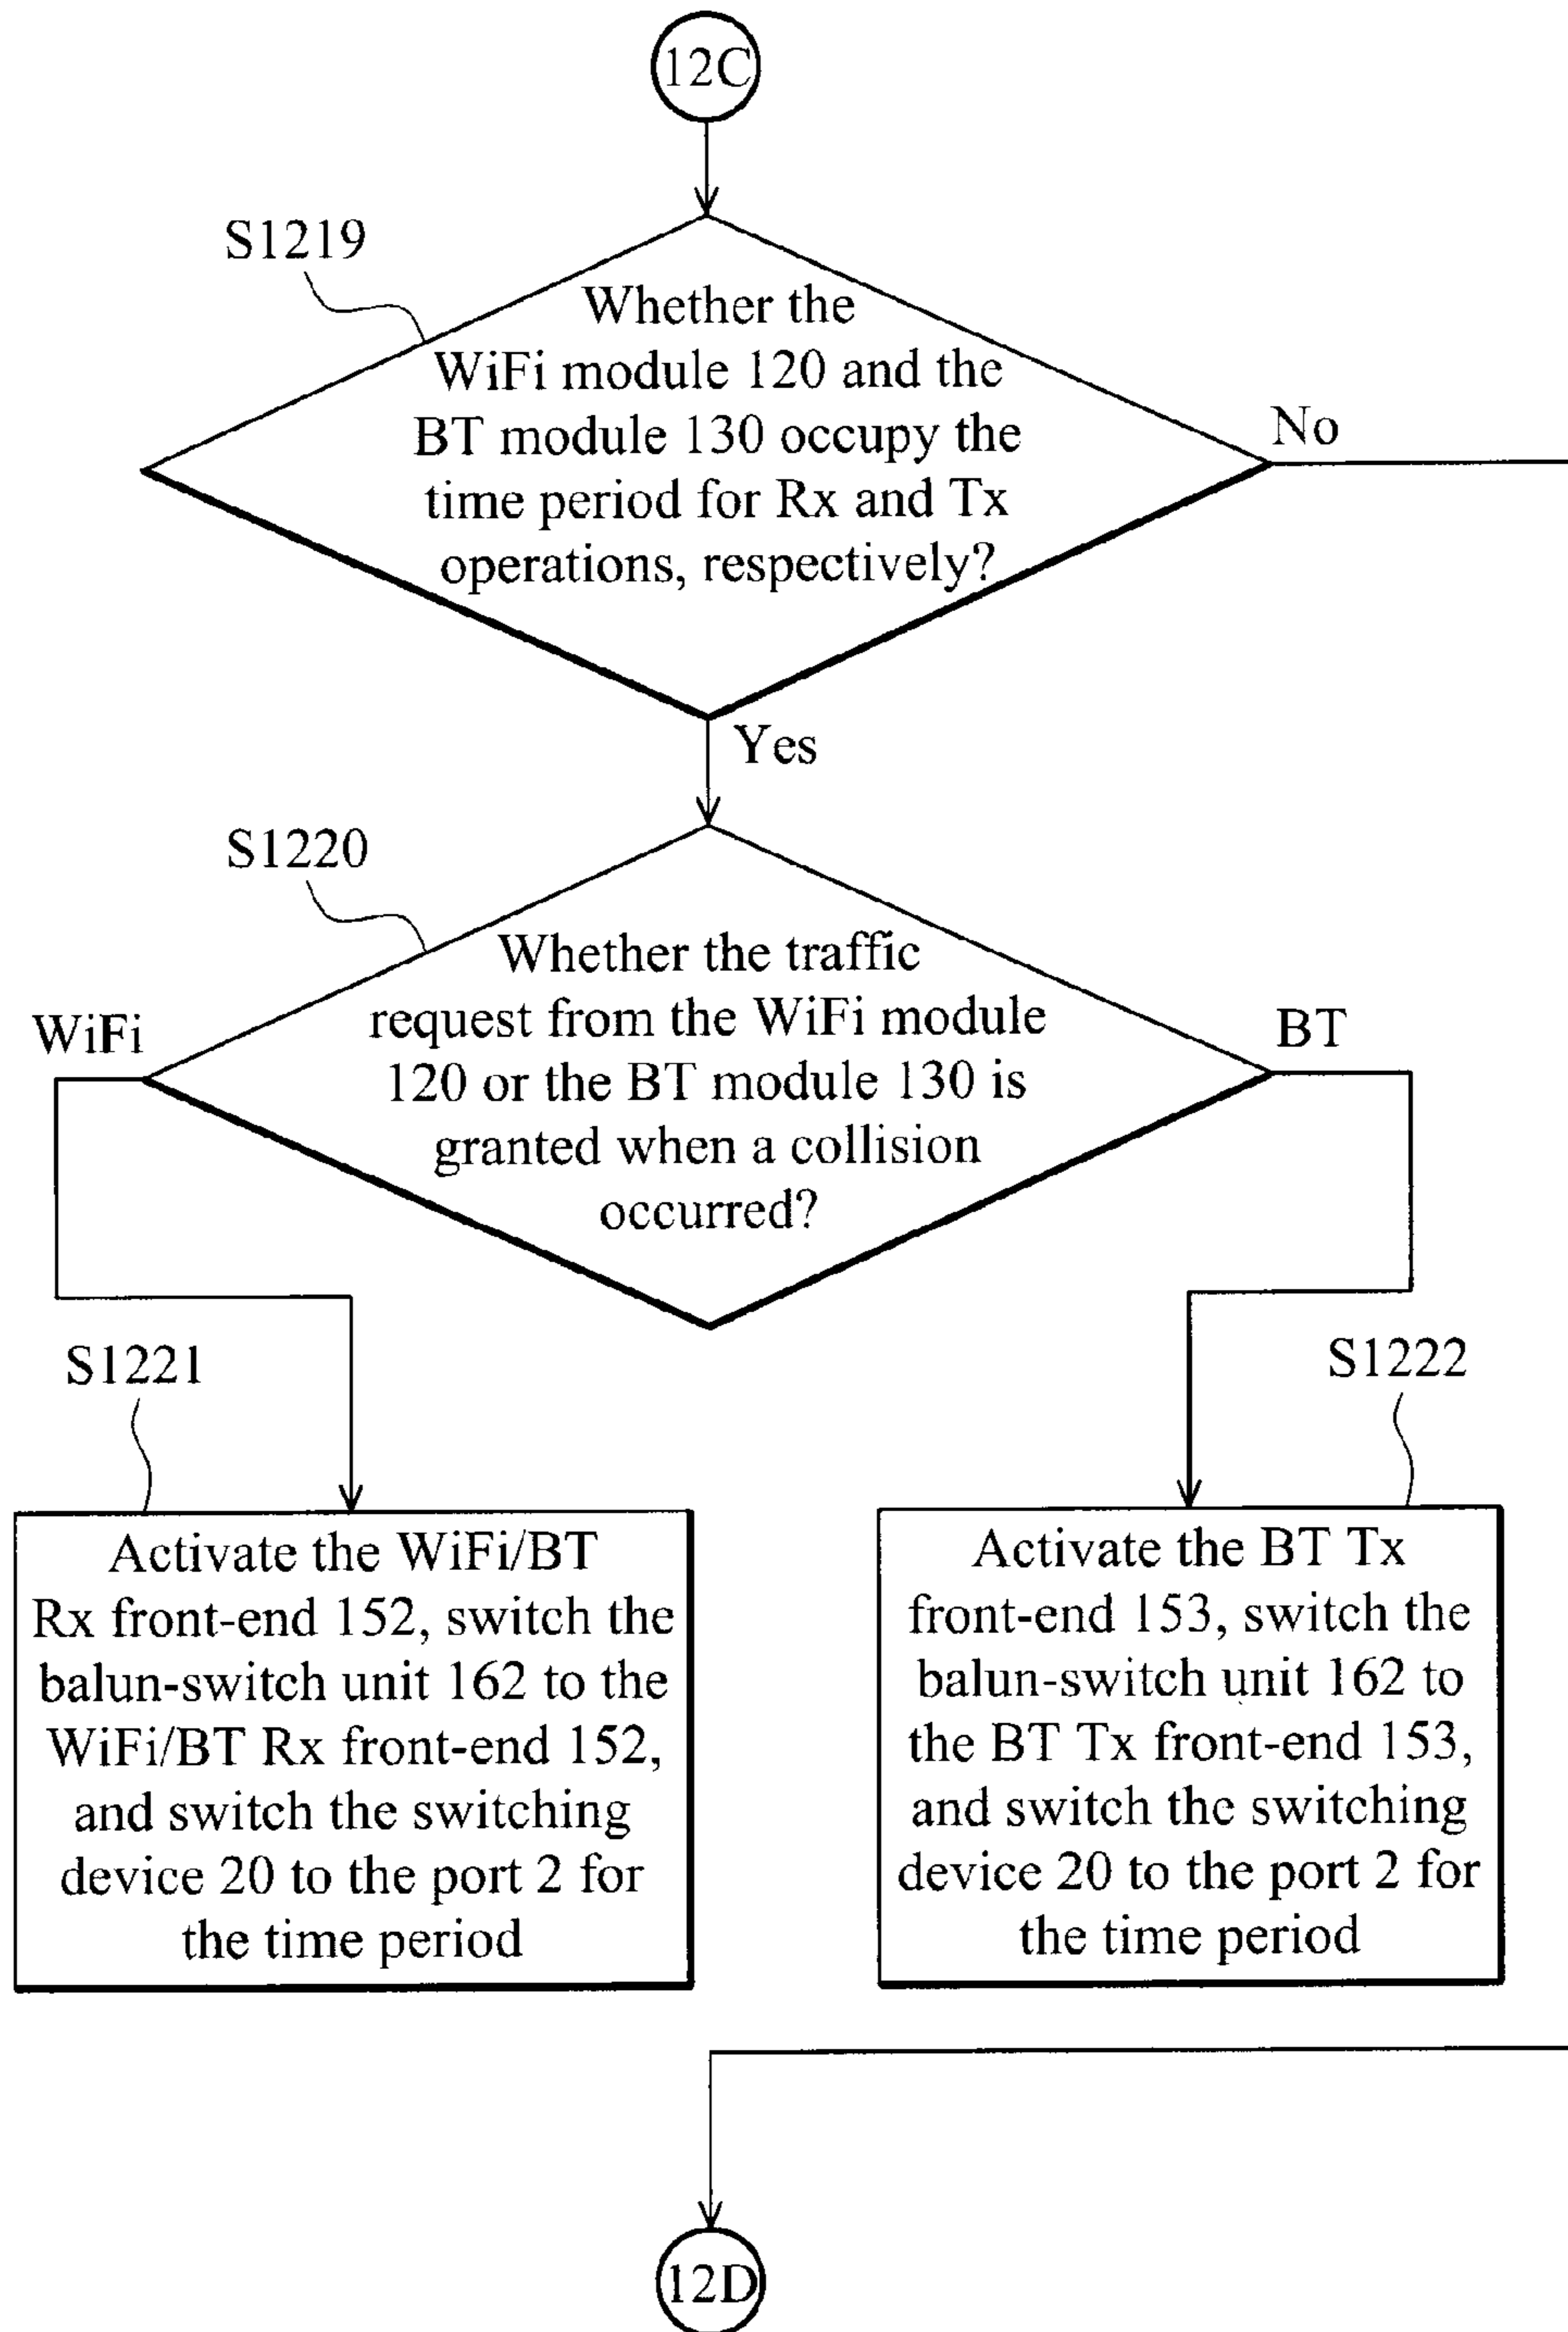 12C
S1219
Whether the
WiFi module 120 and the
BT module 130 occupy the
time period for Rx and Tx
operations, respectively?
No
Yes
S1220
Whether the traffic
request from the WiFi module
120 or the BT module 130 is
granted when a collision
occurred?
WiFi
BT
S1221
Activate the WiFi/BT
Rx front-end 152, switch the
balun-switch unit 162 to the
WiFi/BT Rx front-end 152,
and switch the switching
device 20 to the port 2 for
the time period
S1222
Activate the BT Tx
front-end 153, switch the
balun-switch unit 162 to
the BT Tx front-end 153,
and switch the switching
device 20 to the port 2 for
the time period
12D